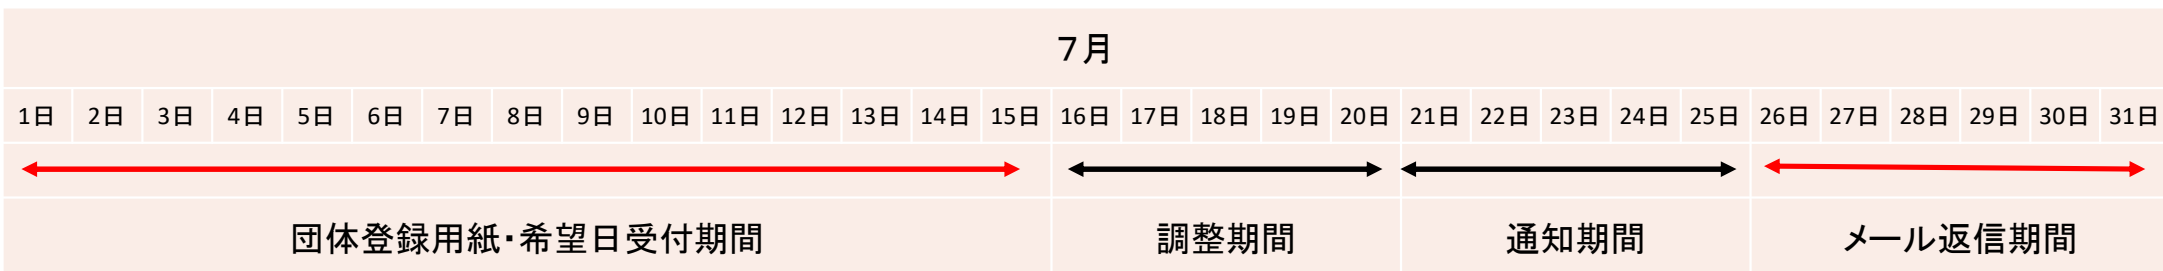 ７月
1日 2日 3日 4日 5日 6日 7日 8日 9日 10日 11日 12日 13日 14日 15日 16日 17日 18日 19日 20日 21日 22日 23日 24日 25日 26日 27日 28日 29日 30日 31日
団体登録用紙・希望日受付期間 調整期間 通知期間 メール返信期間